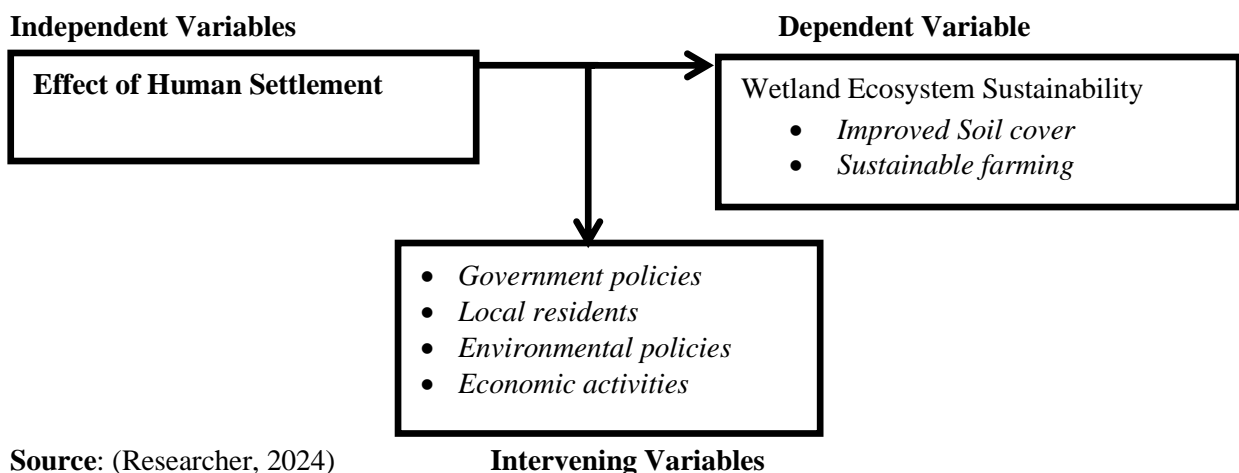 Independent Variables
Dependent Variable
Effect of Human Settlement
Wetland Ecosystem Sustainability
• Improved Soil cover
• Sustainable farming
• Government policies
• Local residents
• Environmental policies
• Economic activities
Source: (Researcher, 2024)
Intervening Variables